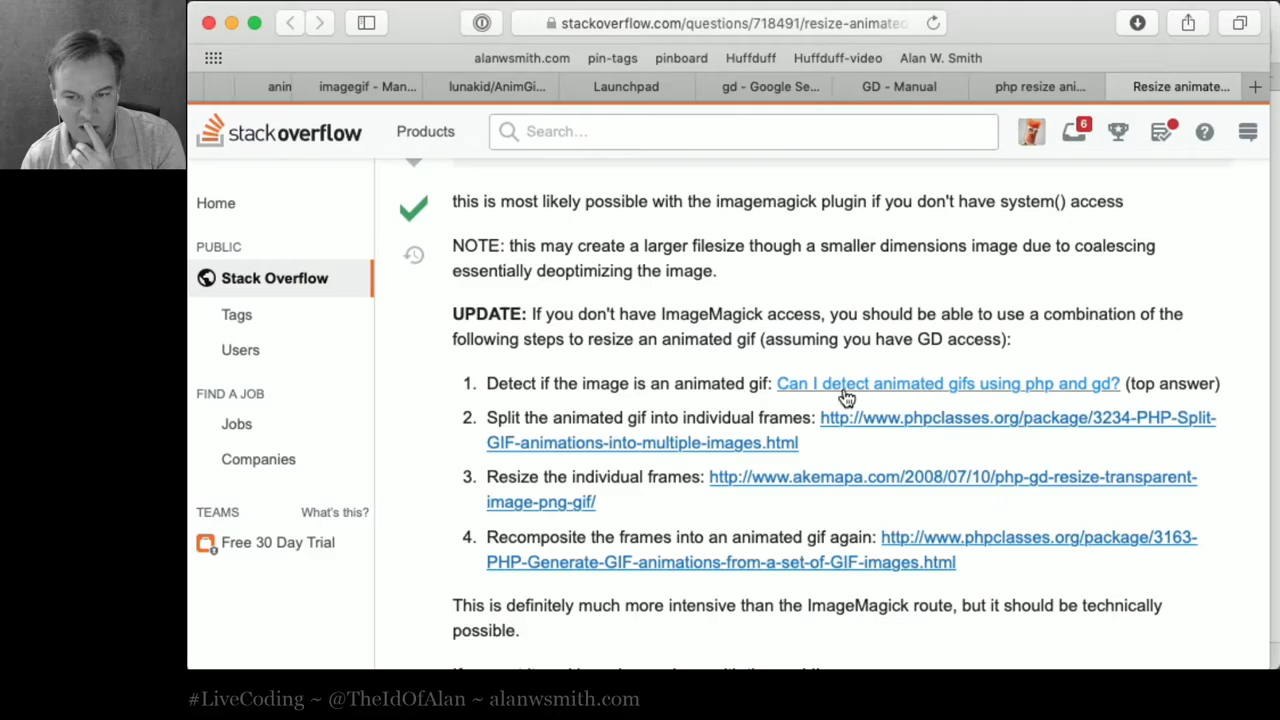 stackoverflow.com/questions/718491/resize-animated
alanwsmith.com pin-tags pinboard Huffduff Huffduff-video Alan W. Smith
anin imagegif - Man... lunakid/AnimGi... Launchpad gd - Google Se... GD - Manual php resize ani... Resize animate...
stackoverflow Products Search... 6
Home
PUBLIC
Stack Overflow
Tags
Users
FIND A JOB
Jobs
Companies
TEAMS What's this?
Free 30 Day Trial
this is most likely possible with the imagemagick plugin if you don't have system() access
NOTE: this may create a larger filesize though a smaller dimensions image due to coalescing
essentially deoptimizing the image.
UPDATE: If you don't have ImageMagick access, you should be able to use a combination of the
following steps to resize an animated gif (assuming you have GD access):
1. Detect if the image is an animated gif: Can I detect animated gifs using php and gd? (top answer)
2. Split the animated gif into individual frames: http://www.phpclasses.org/package/3234-PHP-Split-
GIF-animations-into-multiple-images.html
3. Resize the individual frames: http://www.akemapa.com/2008/07/10/php-gd-resize-transparent-
image-png-gif/
4. Recomposite the frames into an animated gif again: http://www.phpclasses.org/package/3163-
PHP-Generate-GIF-animations-from-a-set-of-GIF-images.html
This is definitely much more intensive than the ImageMagick route, but it should be technically
possible.
#LiveCoding ~ @TheIdOfAlan ~ alanwsmith.com